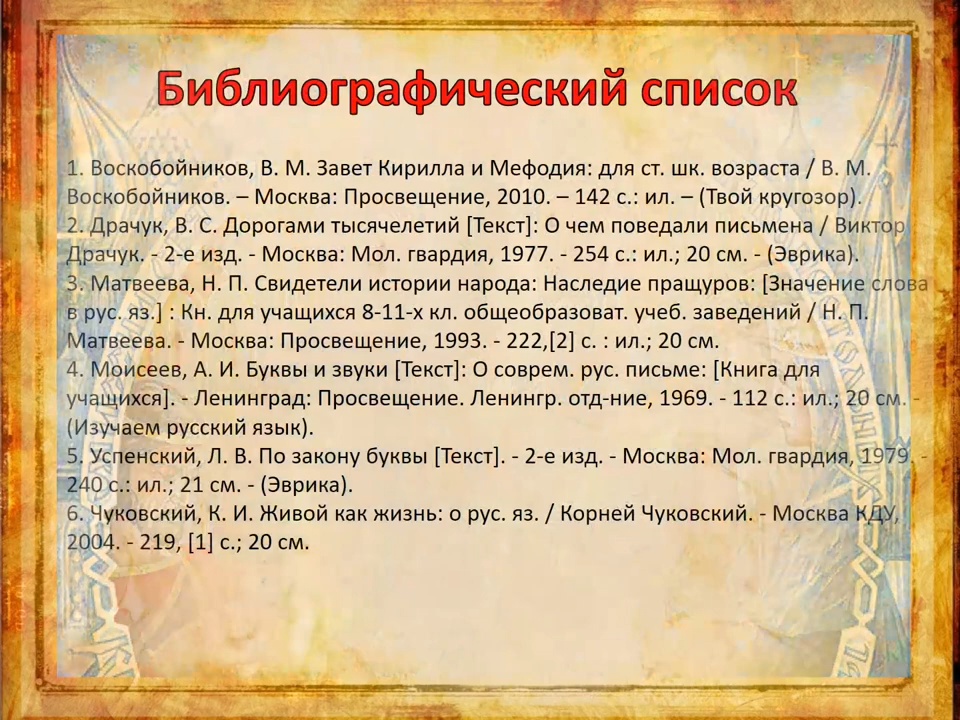 Библиографический список
1. Воскобойников, В. М. Завет Кирилла и Мефодия: для ст. шк. возраста / В. М.
Воскобойников. – Москва: Просвещение, 2010. – 142 с.: ил. – (Твой кругозор).
2. Драчук, В. С. Дорогами тысячелетий [Текст]: О чем поведали письмена / Виктор
Драчук. - 2-е изд. - Москва: Мол. гвардия, 1977. - 254 с.: ил.; 20 см. - (Эврика).
3. Матвеева, Н. П. Свидетели истории народа: Наследие пращуров: [Значение слова
в рус. яз.] : Кн. для учащихся 8-11-х кл. общеобразоват. учеб. заведений / Н. П.
Матвеева. - Москва: Просвещение, 1993. - 222,[2] с. : ил.; 20 см.
4. Моисеев, А. И. Буквы и звуки [Текст]: О соврем. рус. письме: [Книга для
учащихся]. - Ленинград: Просвещение. Ленингр. отд-ние, 1969. - 112 с.: ил.; 20 см. -
(Изучаем русский язык).
5. Успенский, Л. В. По закону буквы [Текст]. - 2-е изд. - Москва: Мол. гвардия, 1979. -
240 с.: ил.; 21 см. - (Эврика).
6. Чуковский, К. И. Живой как жизнь: о рус. яз. / Корней Чуковский. - Москва КДУ,
2004. - 219, [1] с.; 20 см.